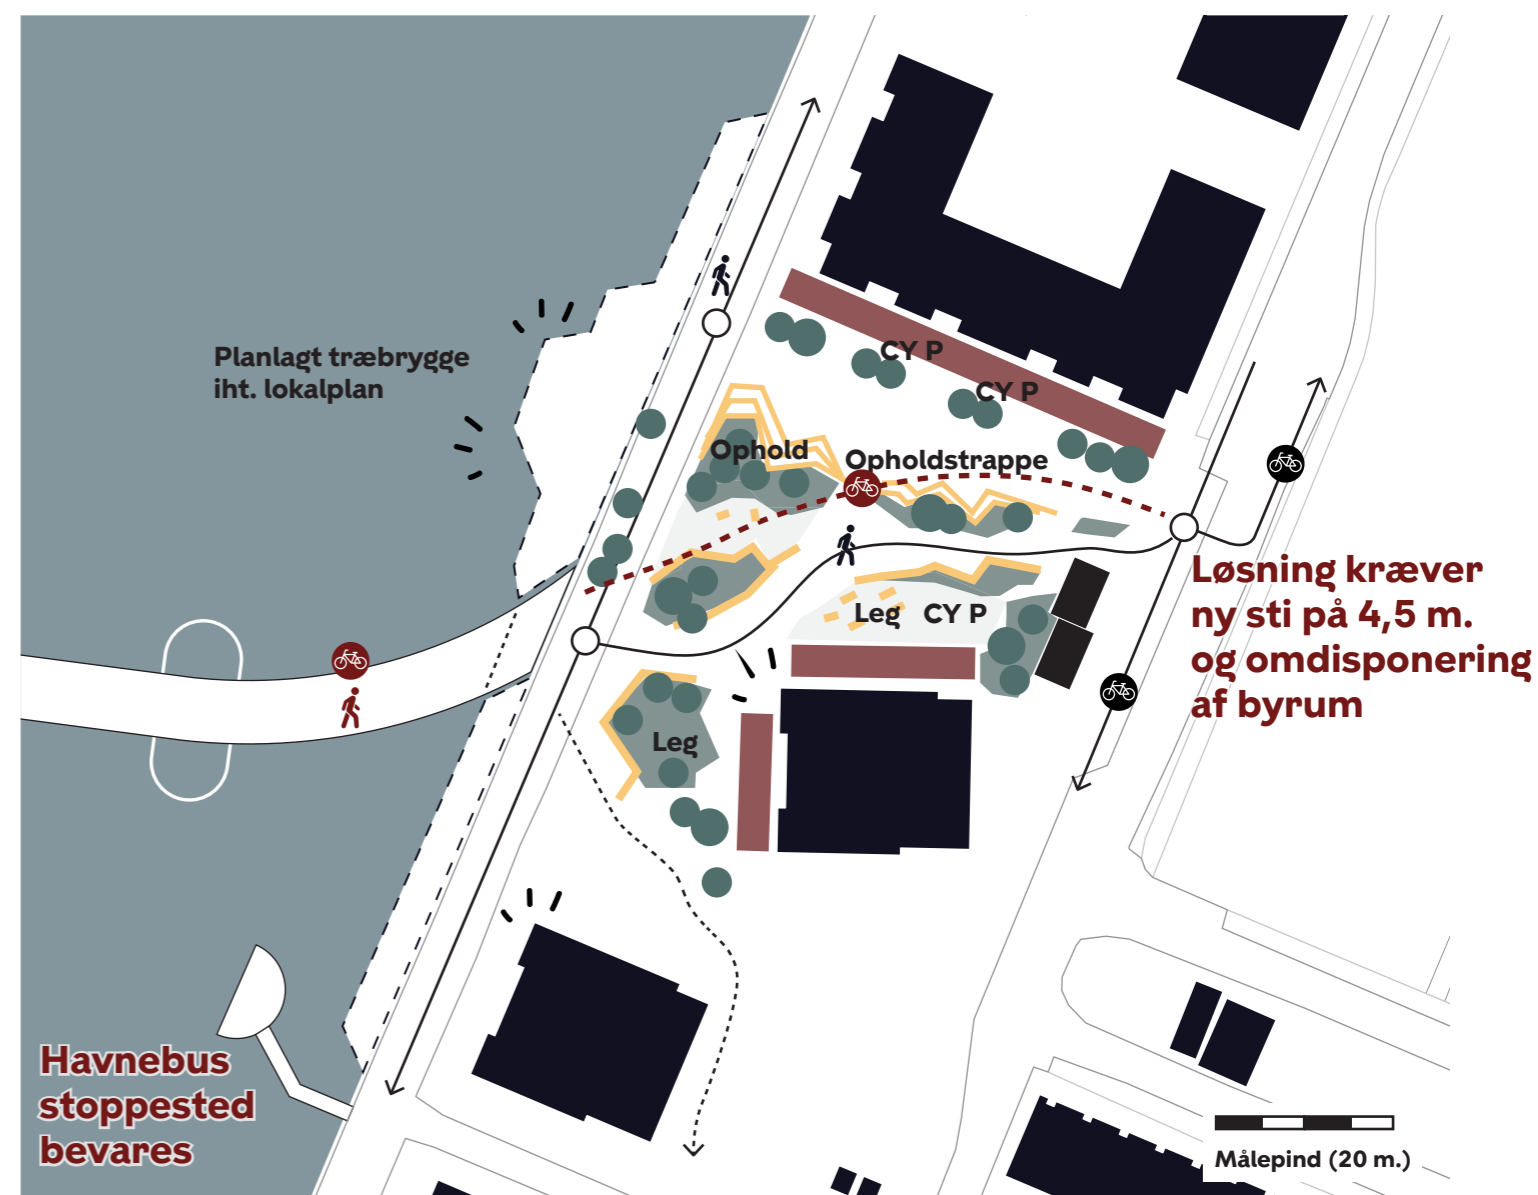 CY P
Planlagt træbrygge
iht. lokalplan
CY P
Ophold
Opholdstrappe
Løsning kræver
ny sti på 4,5 m.
og omdisponering
af byrum
Leg
CY P
Leg
Havnebus
stoppested
bevares
Målepind (20 m.)